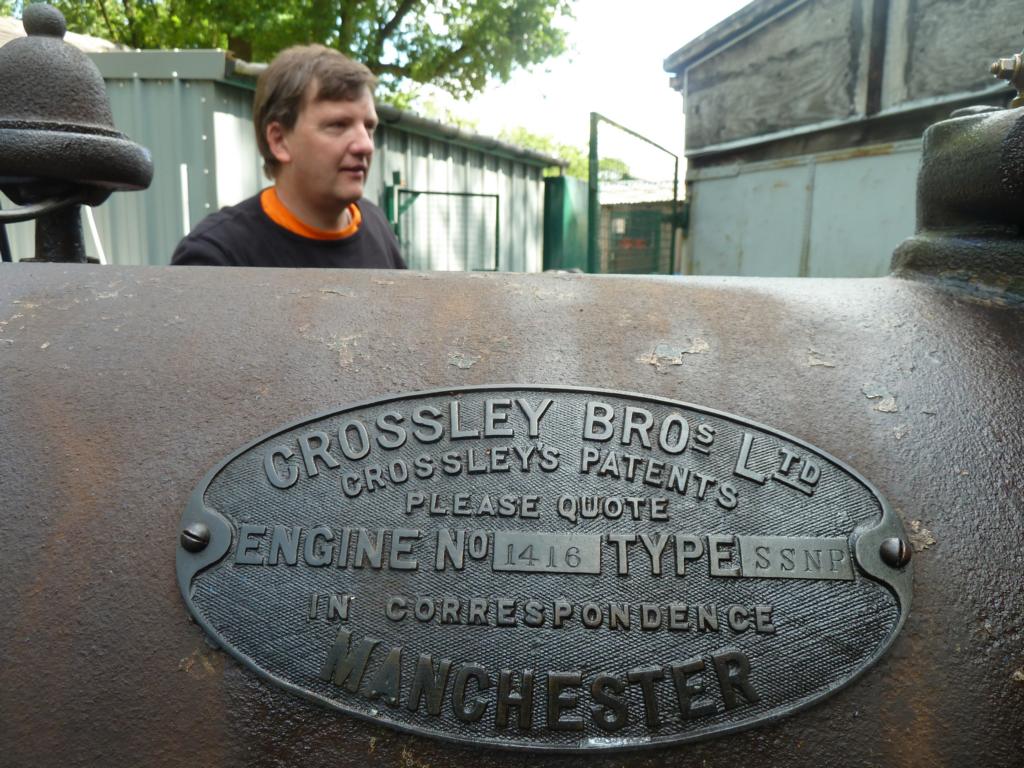 CROSSLEY BROS LTD
CROSSLEY'S PATENTS
PLEASE QUOTE
ENGINE NO 1416 TYPE SSNP
IN CORRESPONDENCE
MANCHESTER